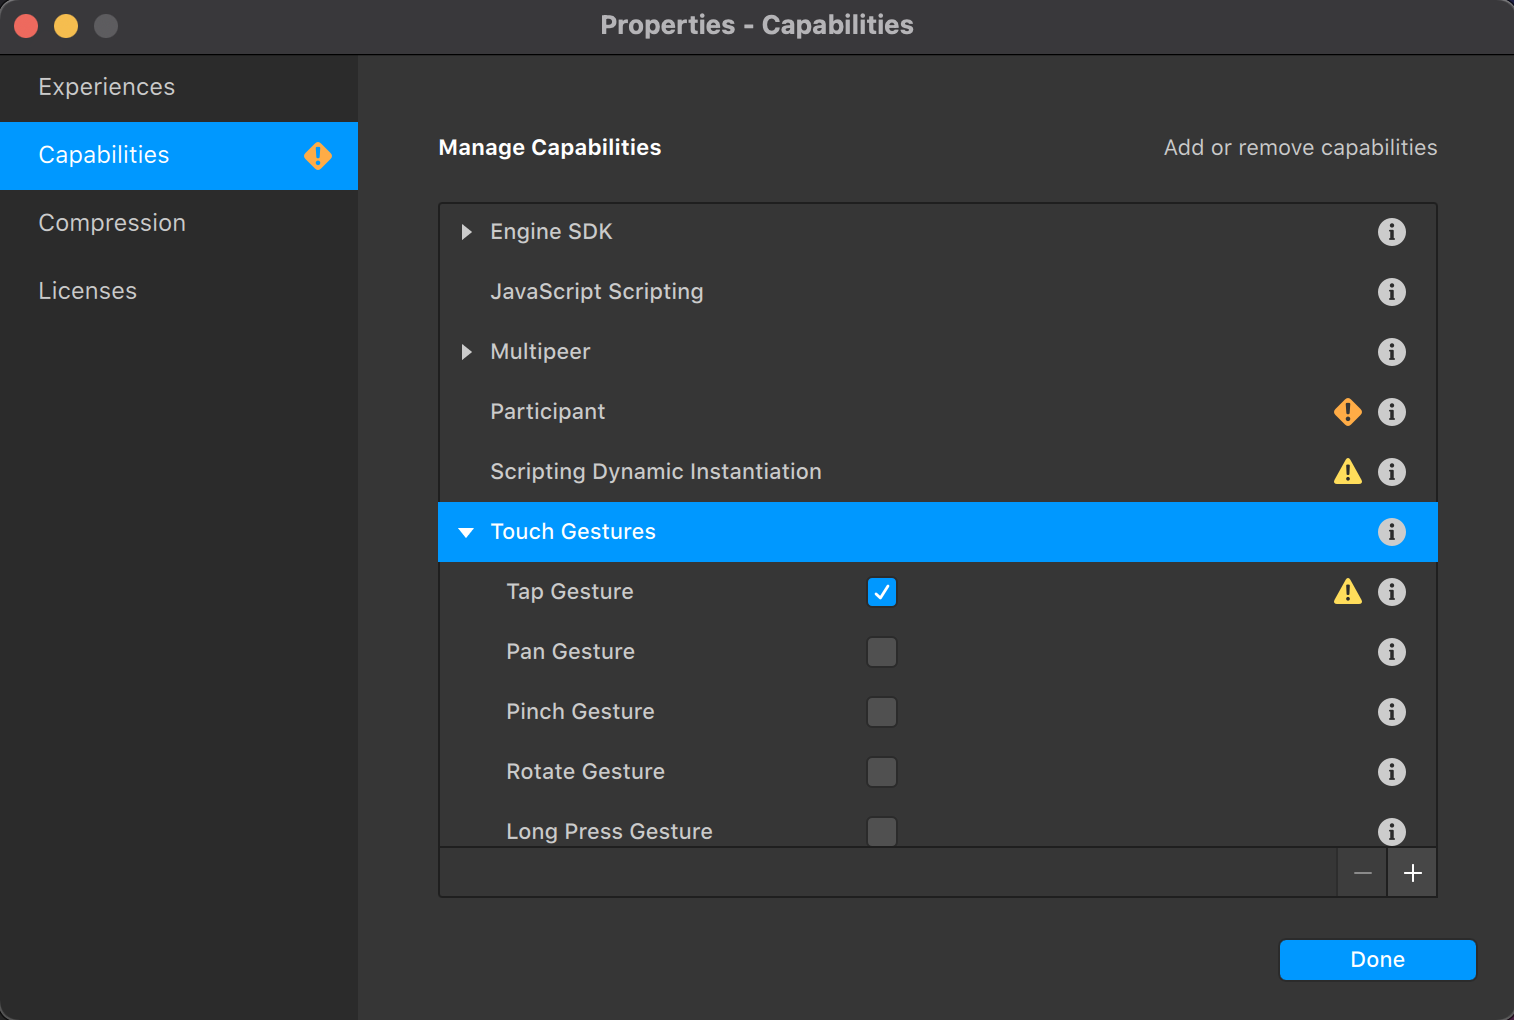 Properties - Capabilities
Experiences
Capabilities
Compression
Licenses
Manage Capabilities
Add or remove capabilities
Engine SDK
JavaScript Scripting
Multipeer
Participant
Scripting Dynamic Instantiation
Touch Gestures
Tap Gesture
Pan Gesture
Pinch Gesture
Rotate Gesture
Long Press Gesture
Done